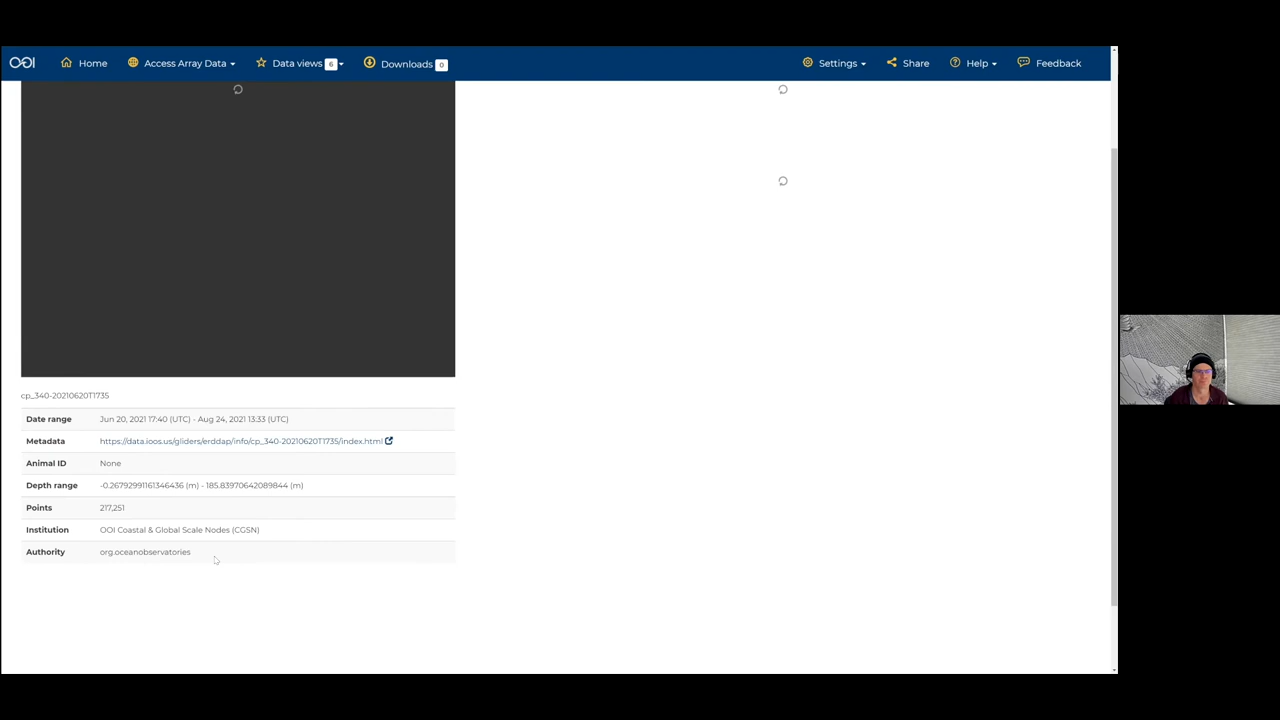 OOI Home Access Array Data Data views 6 Downloads 0 Settings Share Help Feedback
cp_340-20210620T1735
Date range Jun 20, 2021 17:40 (UTC) - Aug 24, 2021 13:33 (UTC)
Metadata https://data.ioos.us/gliders/erddap/info/cp_340-20210620T1735/index.html
Animal ID None
Depth range -0.26792991161346436 (m) - 185.83970642089844 (m)
Points 217,251
Institution OOI Coastal & Global Scale Nodes (CGSN)
Authority org.oceanobservatories